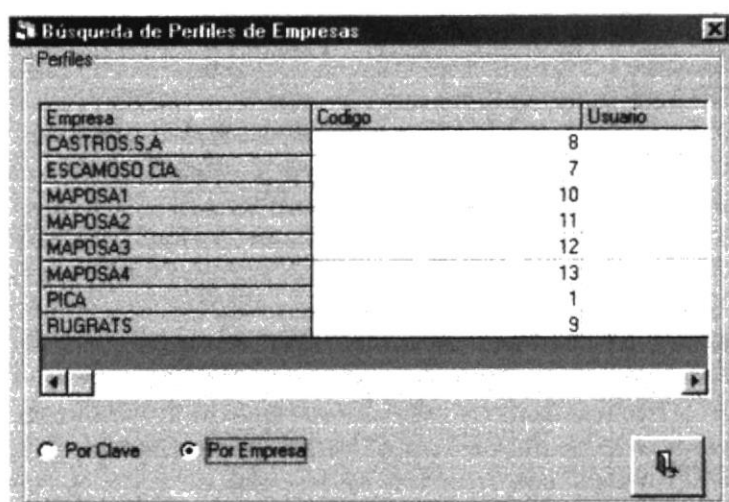 Búsqueda de Perfiles de Empresas
Perfiles
Empresa Codigo Usuario
CASTROS.S.A 8
ESCAMOSO CIA. 7
MAPOSA1 10
MAPOSA2 11
MAPOSA3 12
MAPOSA4 13
PICA 1
RUGRATS 9
Por Clave Por Empresa